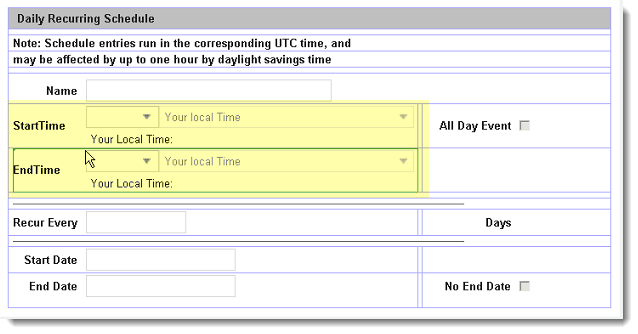 Daily Recurring Schedule
Note: Schedule entries run in the corresponding UTC time, and
may be affected by up to one hour by daylight savings time
Name
StartTime Your local Time All Day Event
Your Local Time:
EndTime Your local Time
Your Local Time:
Recur Every Days
Start Date
End Date No End Date